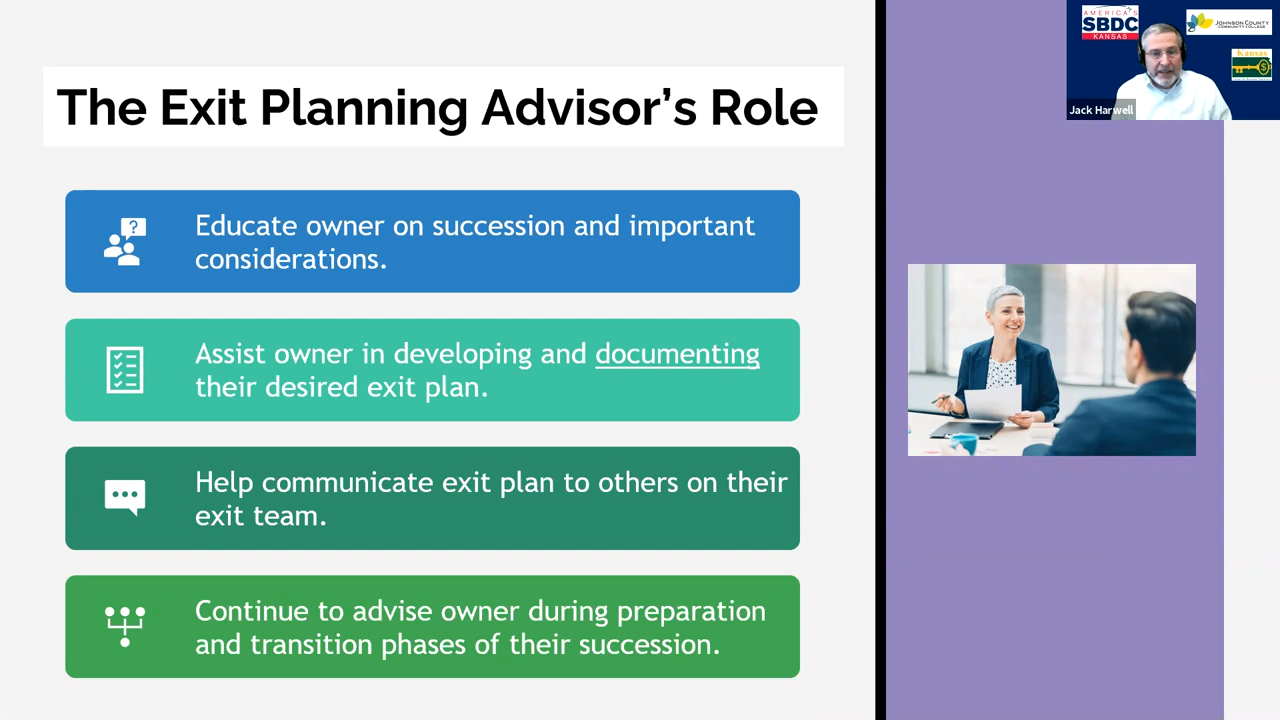 The Exit Planning Advisor's Role
Educate owner on succession and important
considerations.
Assist owner in developing and documenting
their desired exit plan.
Help communicate exit plan to others on their
exit team.
Continue to advise owner during preparation
and transition phases of their succession.
AMERICA'S
SBDC
KANSAS
JOHNSON COUNTY
COMMUNITY COLLEGE
Kansas
Jack Harwell